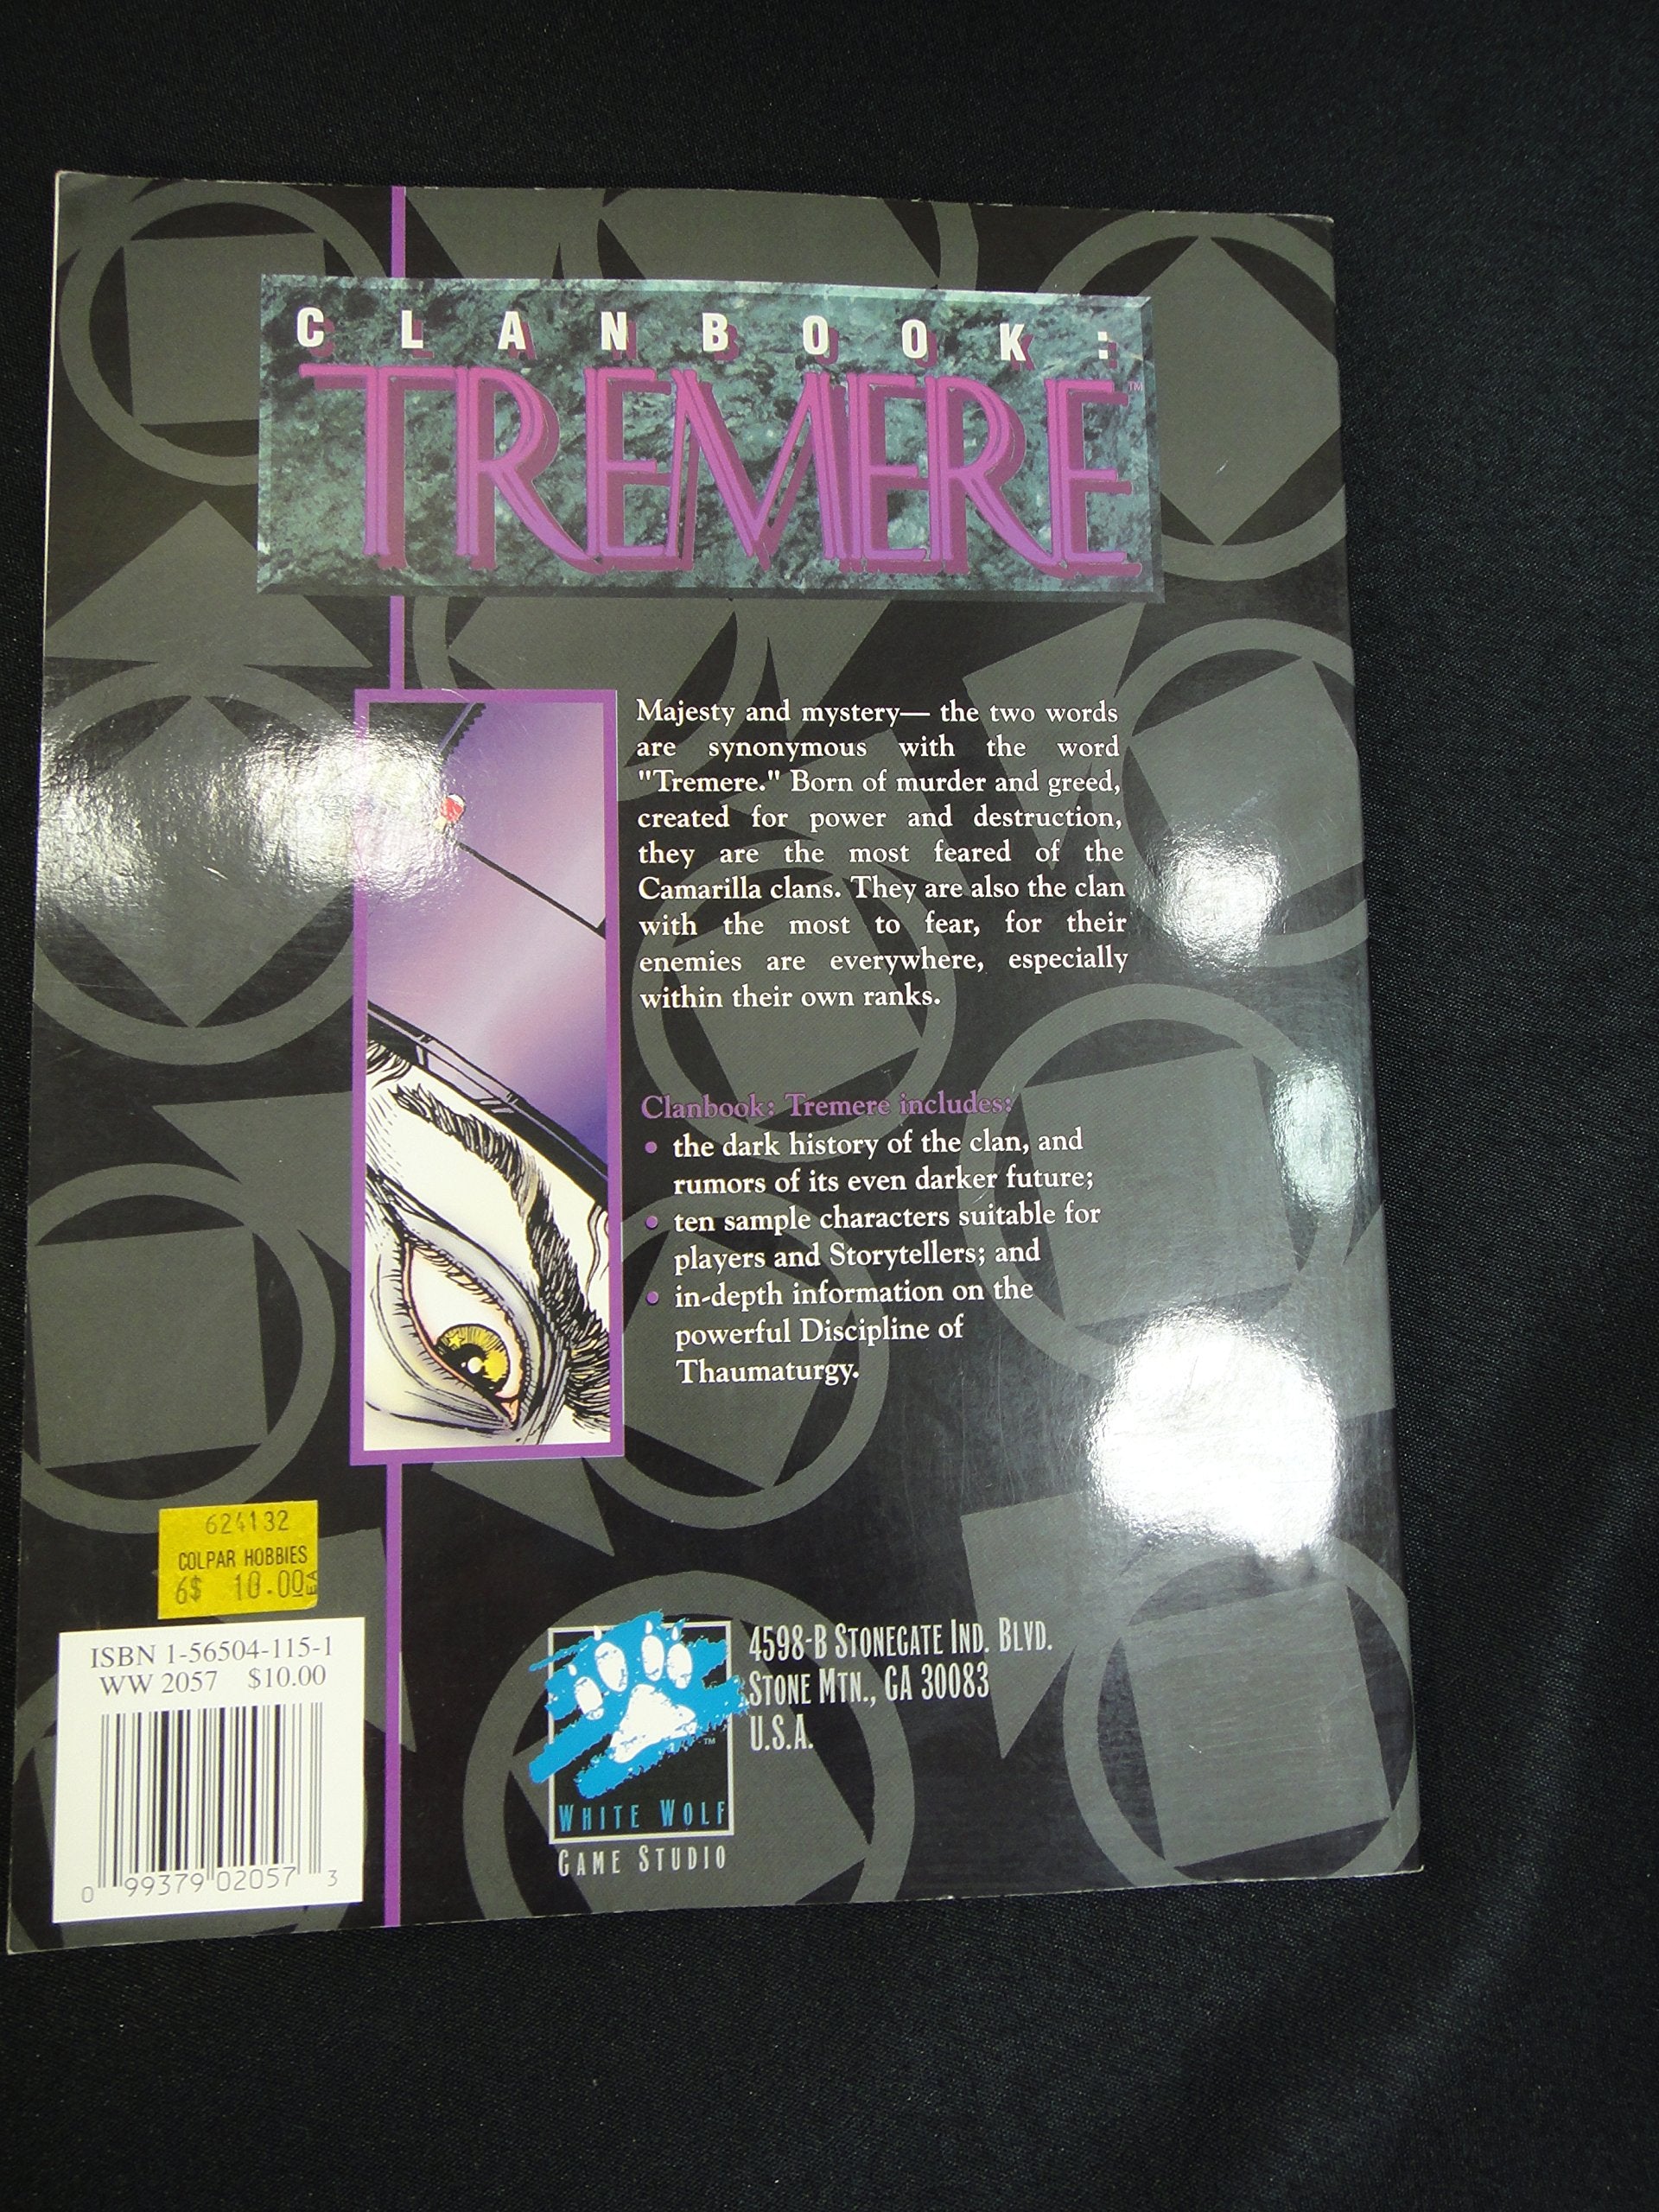 CLANBOOK:
TREMERE™
Majesty and mystery— the two words
are synonymous with the word
"Tremere." Born of murder and greed,
created for power and destruction,
they are the most feared of the
Camarilla clans. They are also the clan
with the most to fear, for their
enemies are everywhere, especially
within their own ranks.
Clanbook: Tremere includes:
• the dark history of the clan, and
rumors of its even darker future;
• ten sample characters suitable for
players and Storytellers; and
• in-depth information on the
powerful Discipline of
Thaumaturgy.
624132
COLPAR HOBBIES
6$ 10.00 EA
ISBN 1-56504-115-1
WW 2057 $10.00
0 99379 02057 3
4598-B STONEGATE IND. BLVD.
STONE MTN., GA 30083
U.S.A.
™
WHITE WOLF
GAME STUDIO